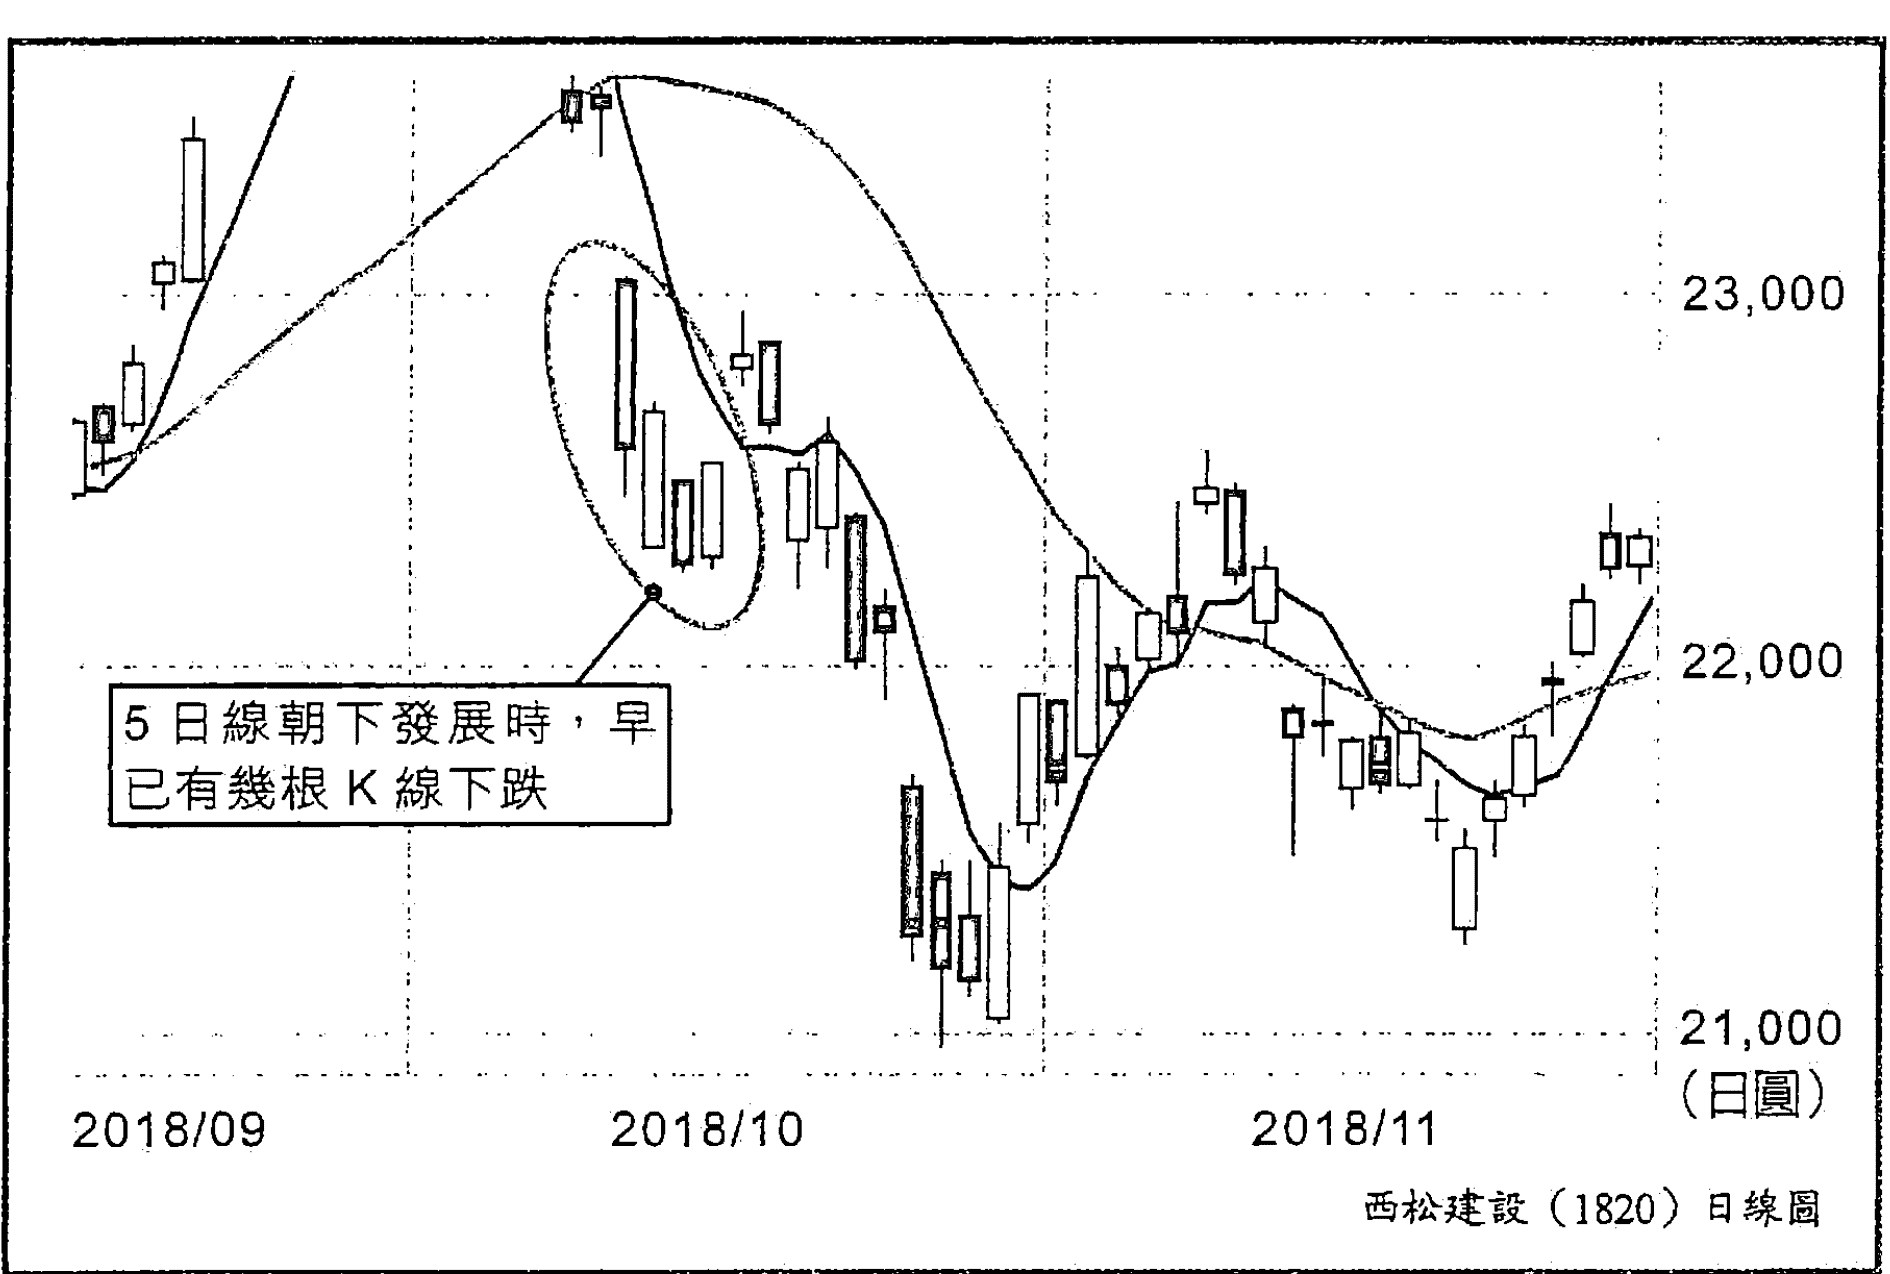 23,000
22,000
5 日線朝下發展時，早
已有幾根 K 線下跌
21,000
（日圓）
2018/09 2018/10 2018/11
西松建設（1820）日線圖